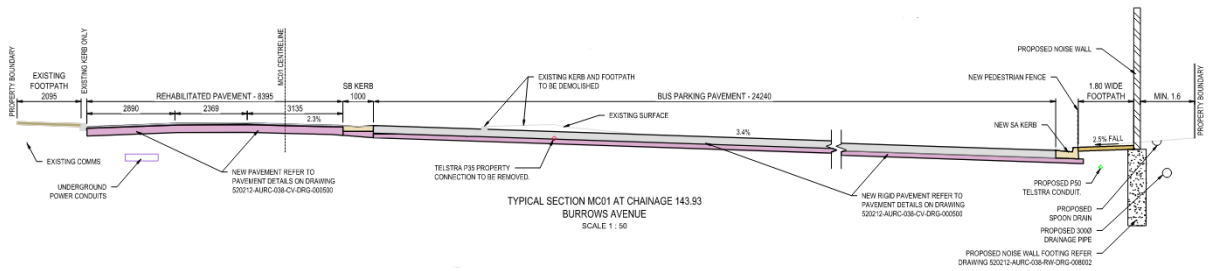 PROPERTY BOUNDARY
EXISTING
FOOTPATH
2095
EXISTING KERB ONLY
REHABILITATED PAVEMENT - 8395
2890
2369
3135
MC01 CENTRELINE
2.3%
SB KERB
1000
EXISTING KERB AND FOOTPATH
TO BE DEMOLISHED
BUS PARKING PAVEMENT - 24240
EXISTING SURFACE
3.4%
PROPOSED NOISE WALL
NEW PEDESTRIAN FENCE
1.80 WIDE
FOOTPATH
MIN. 1.6
PROPERTY BOUNDARY
NEW SA KERB
2.5% FALL
EXISTING COMMS
UNDERGROUND
POWER CONDUITS
NEW PAVEMENT REFER TO
PAVEMENT DETAILS ON DRAWING
520212-AURC-038-CV-DRG-000500
TELSTRA P35 PROPERTY
CONNECTION TO BE REMOVED.
NEW RIGID PAVEMENT REFER TO
PAVEMENT DETAILS ON DRAWING
520212-AURC-038-CV-DRG-000500
PROPOSED P50
TELSTRA CONDUIT.
PROPOSED
SPOON DRAIN
PROPOSED 300Ø
DRAINAGE PIPE
PROPOSED NOISE WALL FOOTING REFER
DRAWING 520212-AURC-038-RW-DRG-008002
TYPICAL SECTION MC01 AT CHAINAGE 143.93
BURROWS AVENUE
SCALE 1 : 50